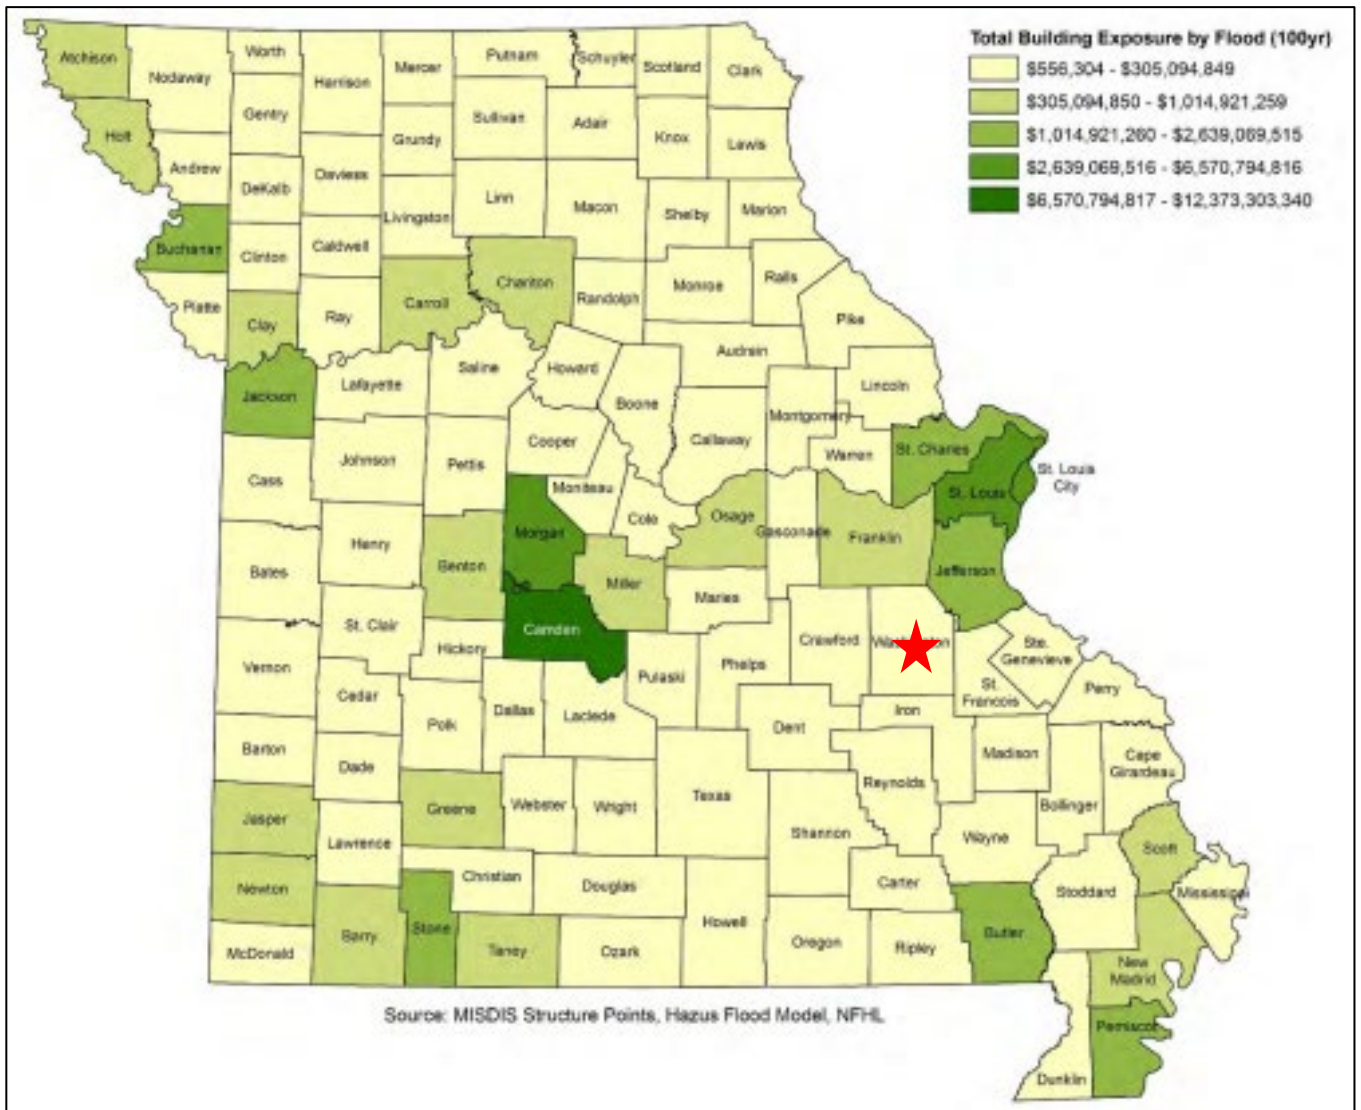 Total Building Exposure by Flood (100yr)
$556,304 - $305,094,849
$305,094,850 - $1,014,921,259
$1,014,921,260 - $2,639,069,515
$2,639,069,516 - $6,570,794,816
$6,570,794,817 - $12,373,303,340
Atchison
Nodaway
Worth
Harrison
Mercer
Putnam
Schuyler
Scotland
Clark
Holt
Gentry
Grundy
Sullivan
Adair
Knox
Lewis
Andrew
DeKalb
Daviess
Livingston
Linn
Macon
Shelby
Marion
Buchanan
Clinton
Caldwell
Carroll
Chariton
Randolph
Monroe
Ralls
Pike
Platte
Clay
Ray
Saline
Howard
Audrain
Lincoln
Jackson
Lafayette
Boone
Callaway
Montgomery
Warren
St. Charles
Cass
Johnson
Pettis
Cooper
Moniteau
St. Louis
St. Louis
City
Bates
Henry
Benton
Morgan
Cole
Osage
Gasconade
Franklin
Jefferson
Miller
Maries
Camden
Vernon
St. Clair
Hickory
Pulaski
Phelps
Crawford
Ste.
Genevieve
St.
Francois
Perry
Cedar
Polk
Dallas
Laclede
Dent
Iron
Barton
Dade
Madison
Cape
Girardeau
Jasper
Greene
Webster
Wright
Texas
Reynolds
Bollinger
Lawrence
Shannon
Wayne
Scott
Newton
Christian
Douglas
Carter
Stoddard
Mississippi
McDonald
Barry
Stone
Taney
Ozark
Howell
Oregon
Ripley
Butler
New
Madrid
Pemiscot
Dunklin
Source: MISDIS Structure Points, Hazus Flood Model, NFHL